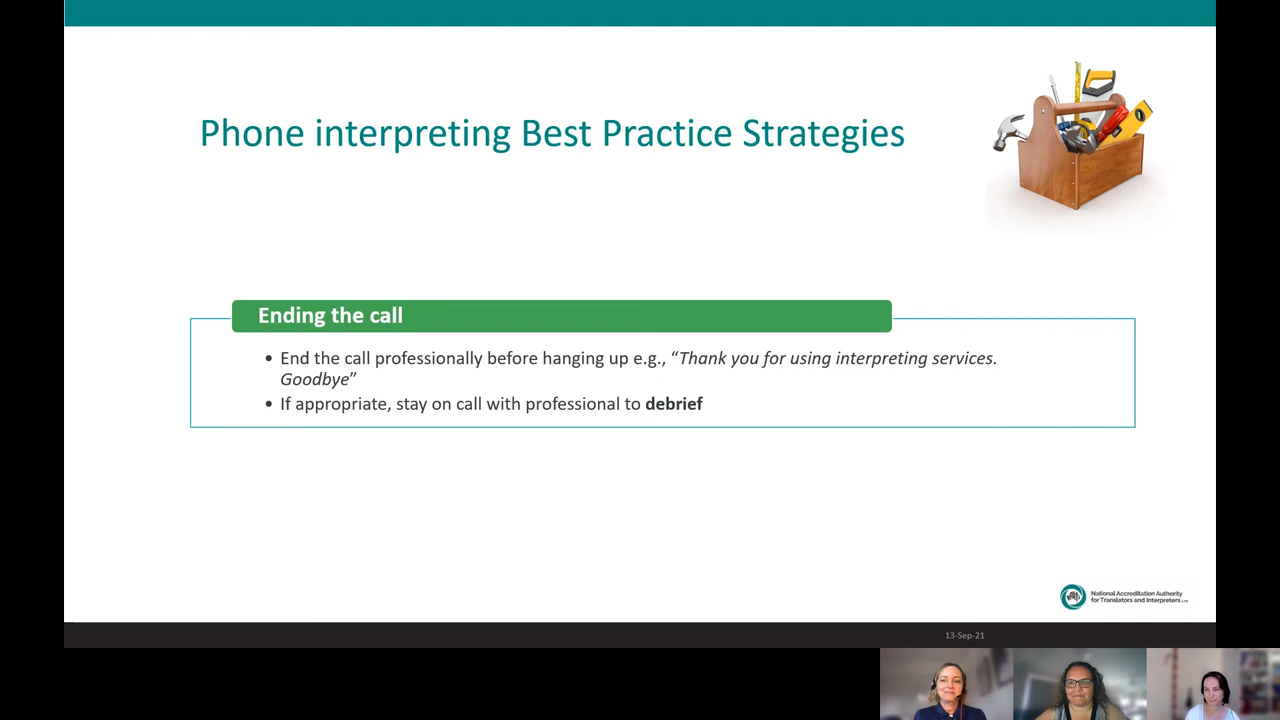 Phone interpreting Best Practice Strategies
Ending the call
• End the call professionally before hanging up e.g., “Thank you for using interpreting services.
Goodbye”
• If appropriate, stay on call with professional to debrief
National Accreditation Authority
for Translators and Interpreters LTD
13-Sep-21